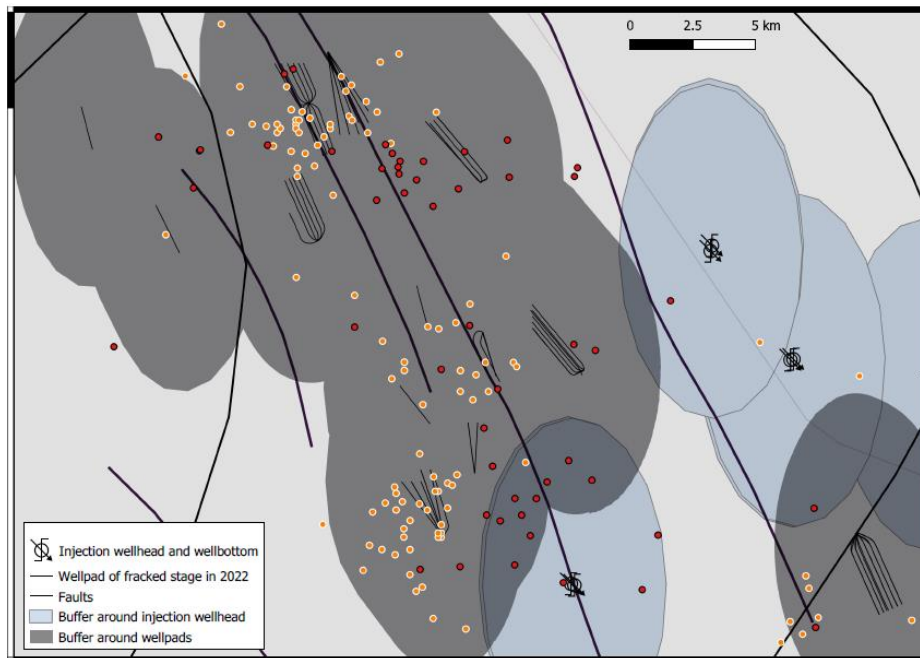 0 2.5 5 km
Injection wellhead and wellbottom
Wellpad of fracked stage in 2022
Faults
Buffer around injection wellhead
Buffer around wellpads